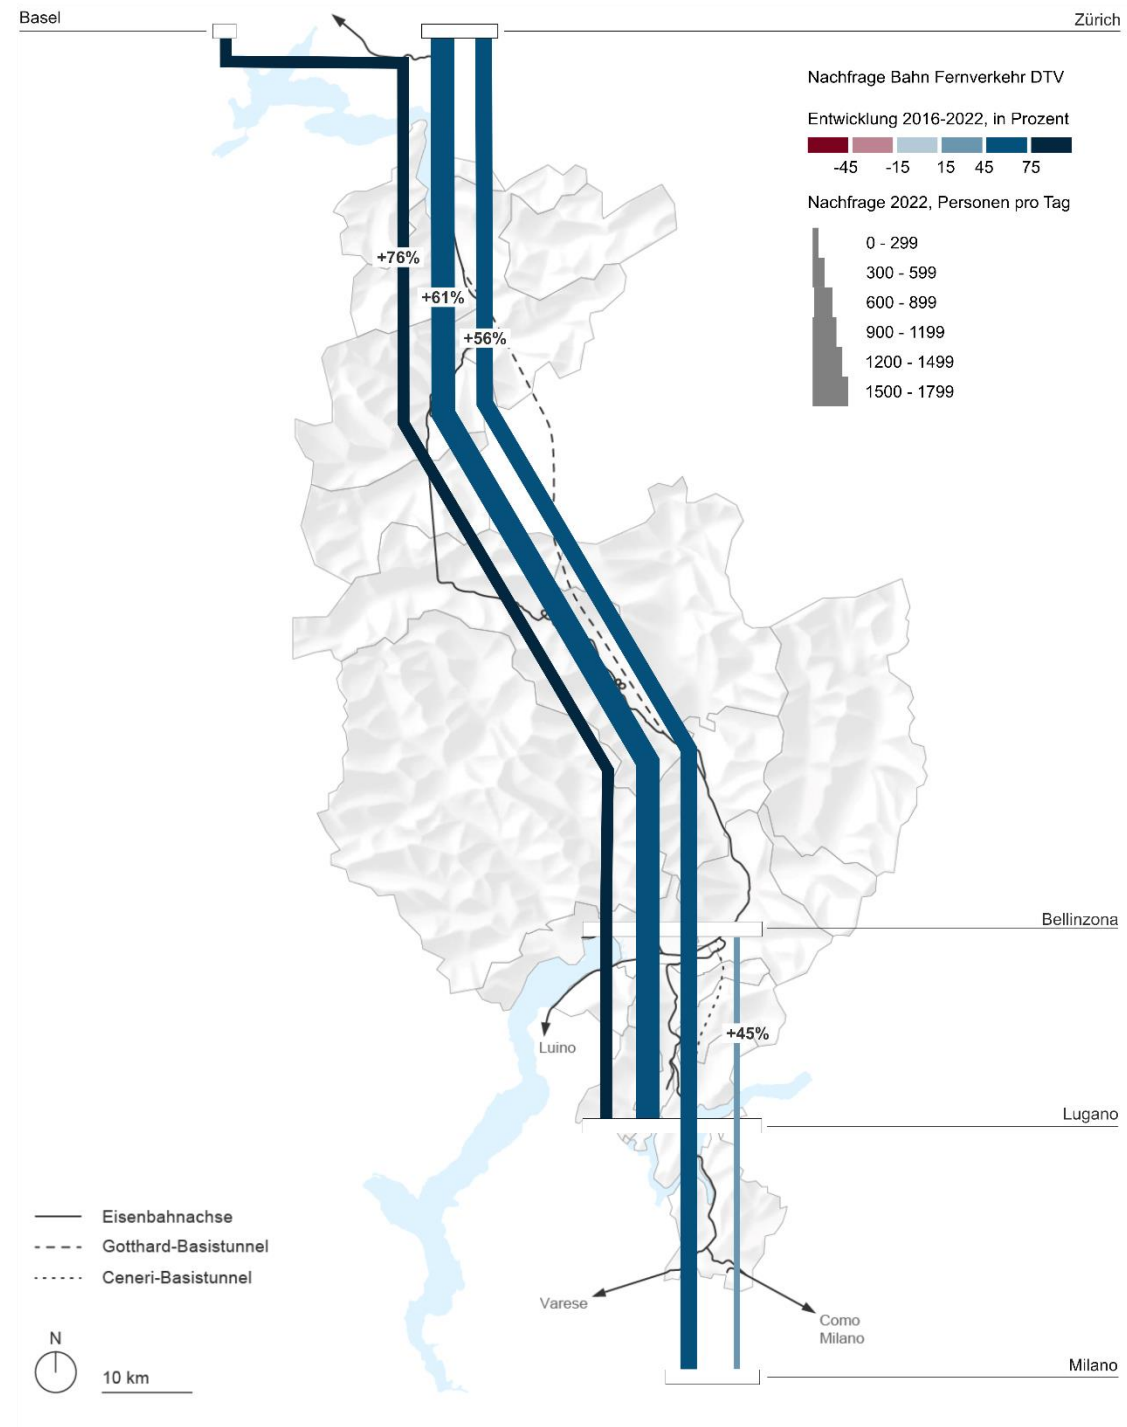 Basel
Zürich
Nachfrage Bahn Fernverkehr DTV
Entwicklung 2016-2022, in Prozent
-45 -15 15 45 75
Nachfrage 2022, Personen pro Tag
0 - 299
300 - 599
600 - 899
900 - 1199
1200 - 1499
1500 - 1799
+76%
+61%
+56%
Bellinzona
+45%
Luino
Lugano
Eisenbahnachse
Gotthard-Basistunnel
Ceneri-Basistunnel
Varese
Como
Milano
N
10 km
Milano